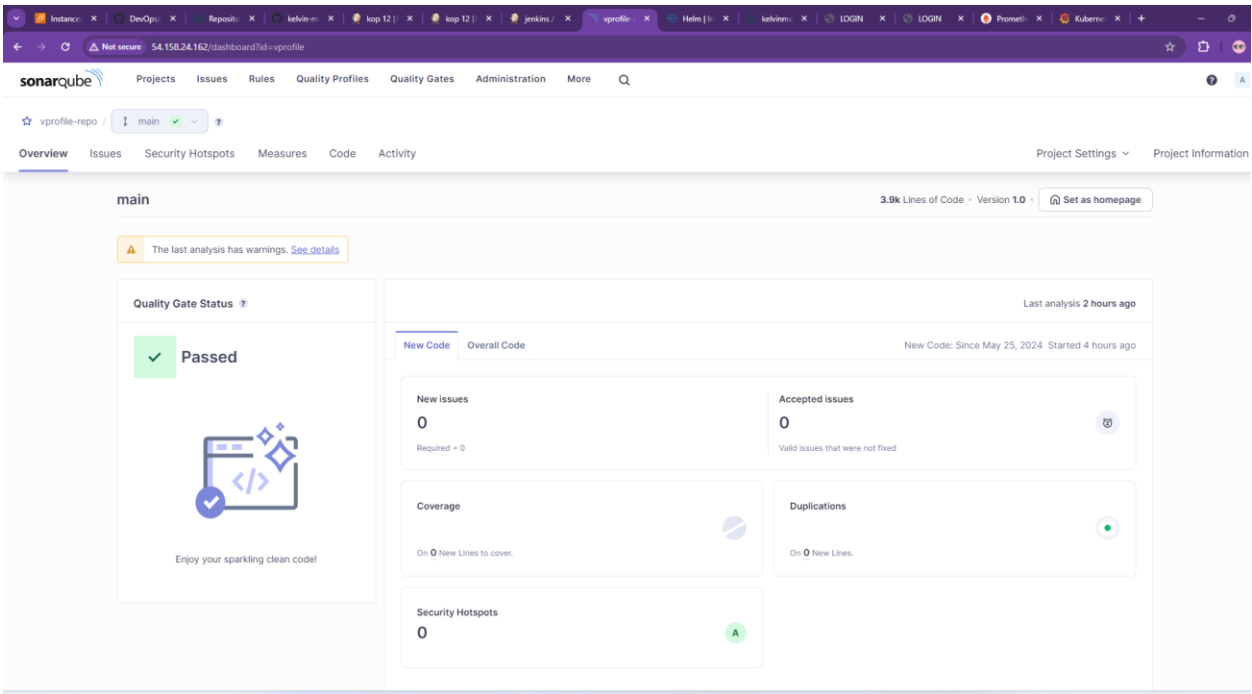 Instance
DevOps/
Reposito
kelvin-m
kop 12 [
kop 12 [
jenkins /
vprofile-
Helm | In
kelvinm
LOGIN
LOGIN
Prometh
Kuberne
Not secure 54.158.24.162/dashboard?id=vprofile
sonarqube Projects Issues Rules Quality Profiles Quality Gates Administration More A
vprofile-repo / main
Overview Issues Security Hotspots Measures Code Activity Project Settings Project Information
main 3.9k Lines of Code • Version 1.0 • Set as homepage
The last analysis has warnings. See details
Quality Gate Status ?
Last analysis 2 hours ago
Passed
New Code Overall Code New Code: Since May 25, 2024 Started 4 hours ago
New issues
0
Required = 0
Accepted issues
0
Valid issues that were not fixed
Coverage
On 0 New Lines to cover.
Duplications
On 0 New Lines.
</>
Enjoy your sparkling clean code!
Security Hotspots
0 A